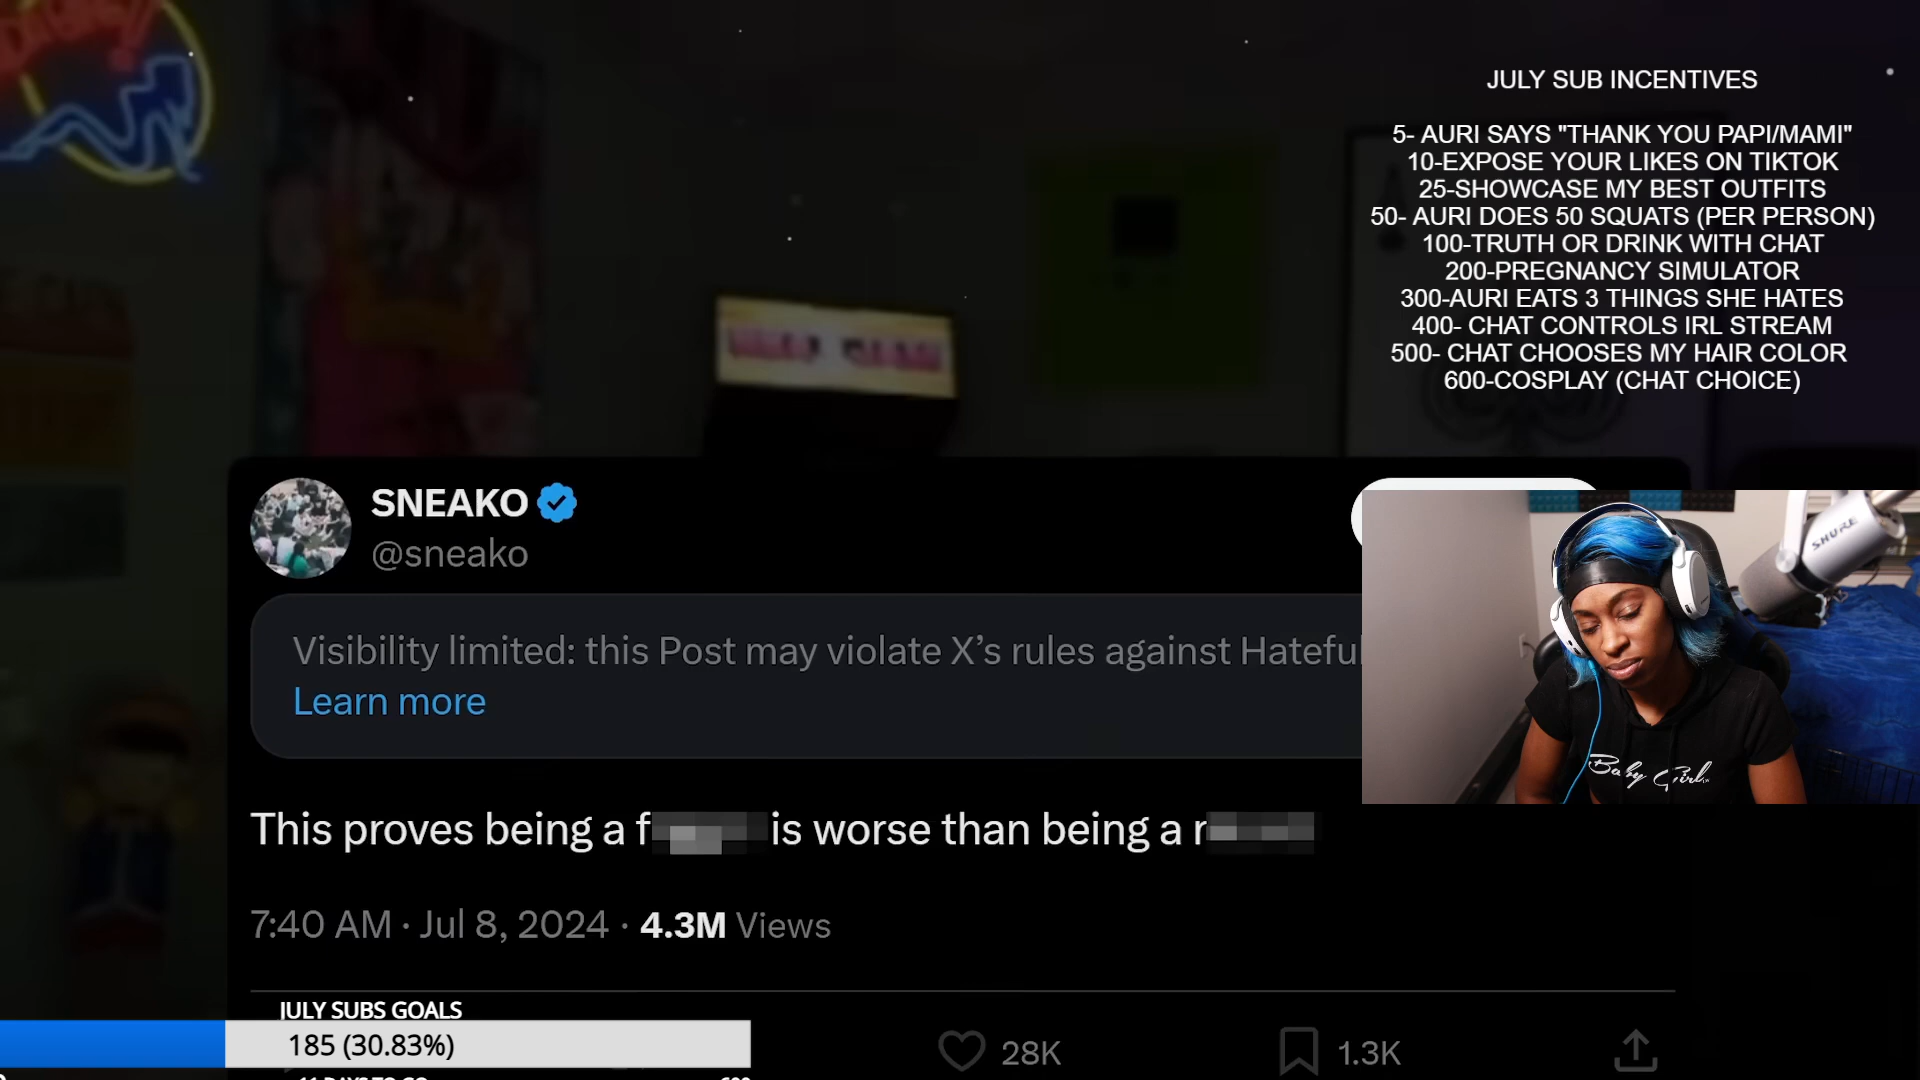 JULY SUB INCENTIVES
5- AURI SAYS "THANK YOU PAPI/MAMI"
10-EXPOSE YOUR LIKES ON TIKTOK
25-SHOWCASE MY BEST OUTFITS
50- AURI DOES 50 SQUATS (PER PERSON)
100-TRUTH OR DRINK WITH CHAT
200-PREGNANCY SIMULATOR
300-AURI EATS 3 THINGS SHE HATES
400- CHAT CONTROLS IRL STREAM
500- CHAT CHOOSES MY HAIR COLOR
600-COSPLAY (CHAT CHOICE)
SNEAKO
@sneako
Visibility limited: this Post may violate X’s rules against
Learn more
SHURE
Baby Girl
This proves being a f is worse than being a r
7:40 AM · Jul 8, 2024 · 4.3M Views
JULY SUBS GOALS
185 (30.83%)
28K
1.3K